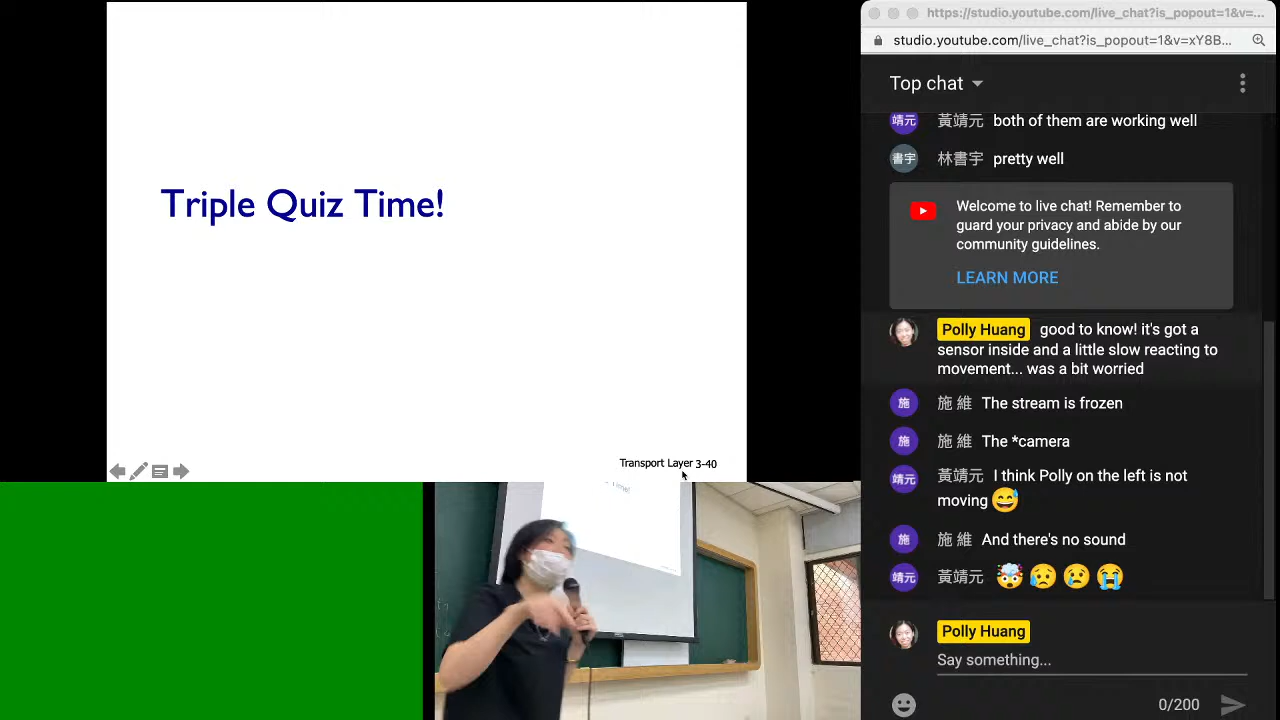 Triple Quiz Time!
Transport Layer 3-40
Time!
https://studio.youtube.com/live_chat?is_popout=1&v=...
studio.youtube.com/live_chat?is_popout=1&v=xY8B...
Top chat
靖元 黃靖元 both of them are working well
書宇 林書宇 pretty well
Welcome to live chat! Remember to
guard your privacy and abide by our
community guidelines.
LEARN MORE
Polly Huang good to know! it's got a
sensor inside and a little slow reacting to
movement... was a bit worried
施 施 維 The stream is frozen
施 施 維 The *camera
靖元 黃靖元 I think Polly on the left is not
moving 😅
施 施 維 And there's no sound
靖元 黃靖元 🤯😥😢😭
Polly Huang
Say something...
0/200